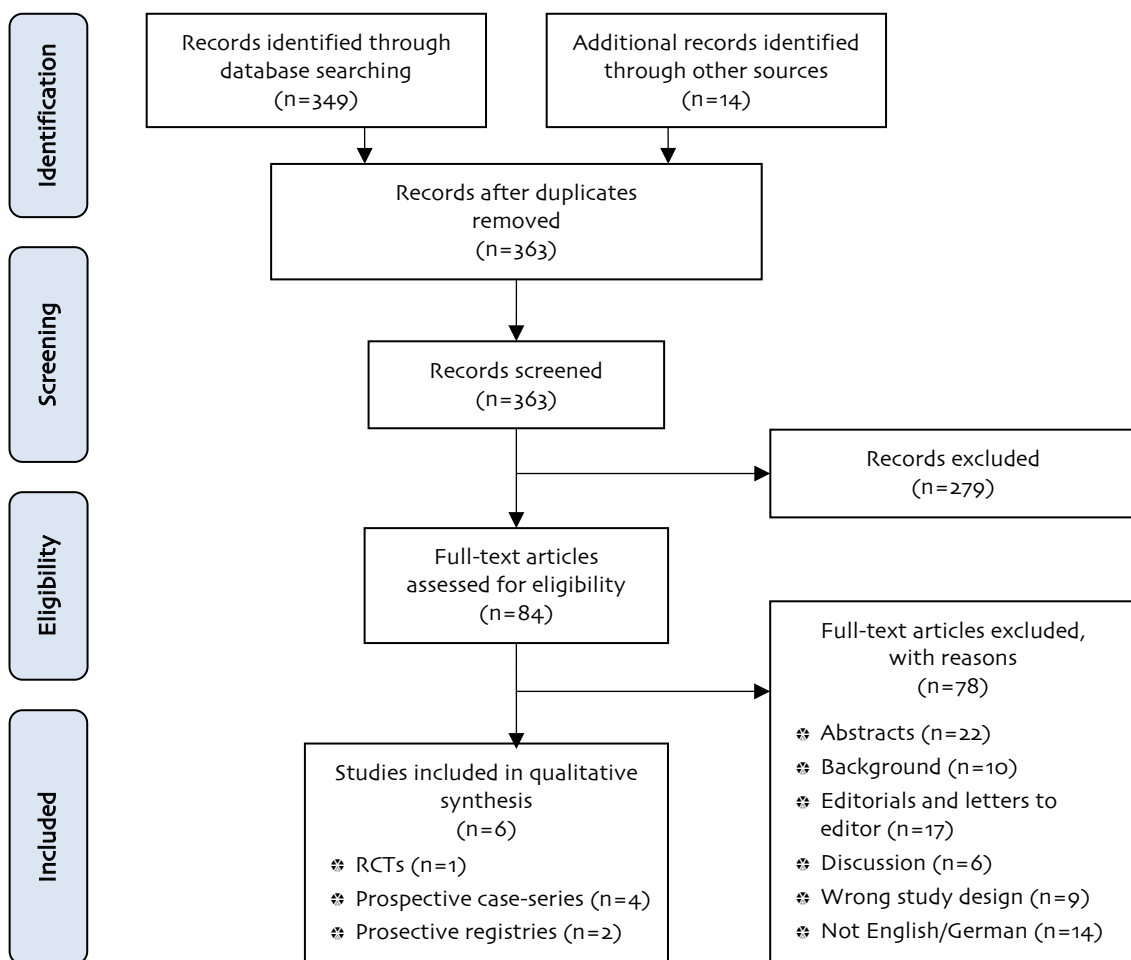 Identification
Records identified through
database searching
(n=349)
Additional records identified
through other sources
(n=14)
Records after duplicates
removed
(n=363)
Screening
Records screened
(n=363)
Records excluded
(n=279)
Eligibility
Full-text articles
assessed for eligibility
(n=84)
Full-text articles excluded,
with reasons
(n=78)
Abstracts (n=22)
Background (n=10)
Editorials and letters to
editor (n=17)
Discussion (n=6)
Wrong study design (n=9)
Not English/German (n=14)
Included
Studies included in qualitative
synthesis
(n=6)
RCTs (n=1)
Prospective case-series (n=4)
Prosective registries (n=2)